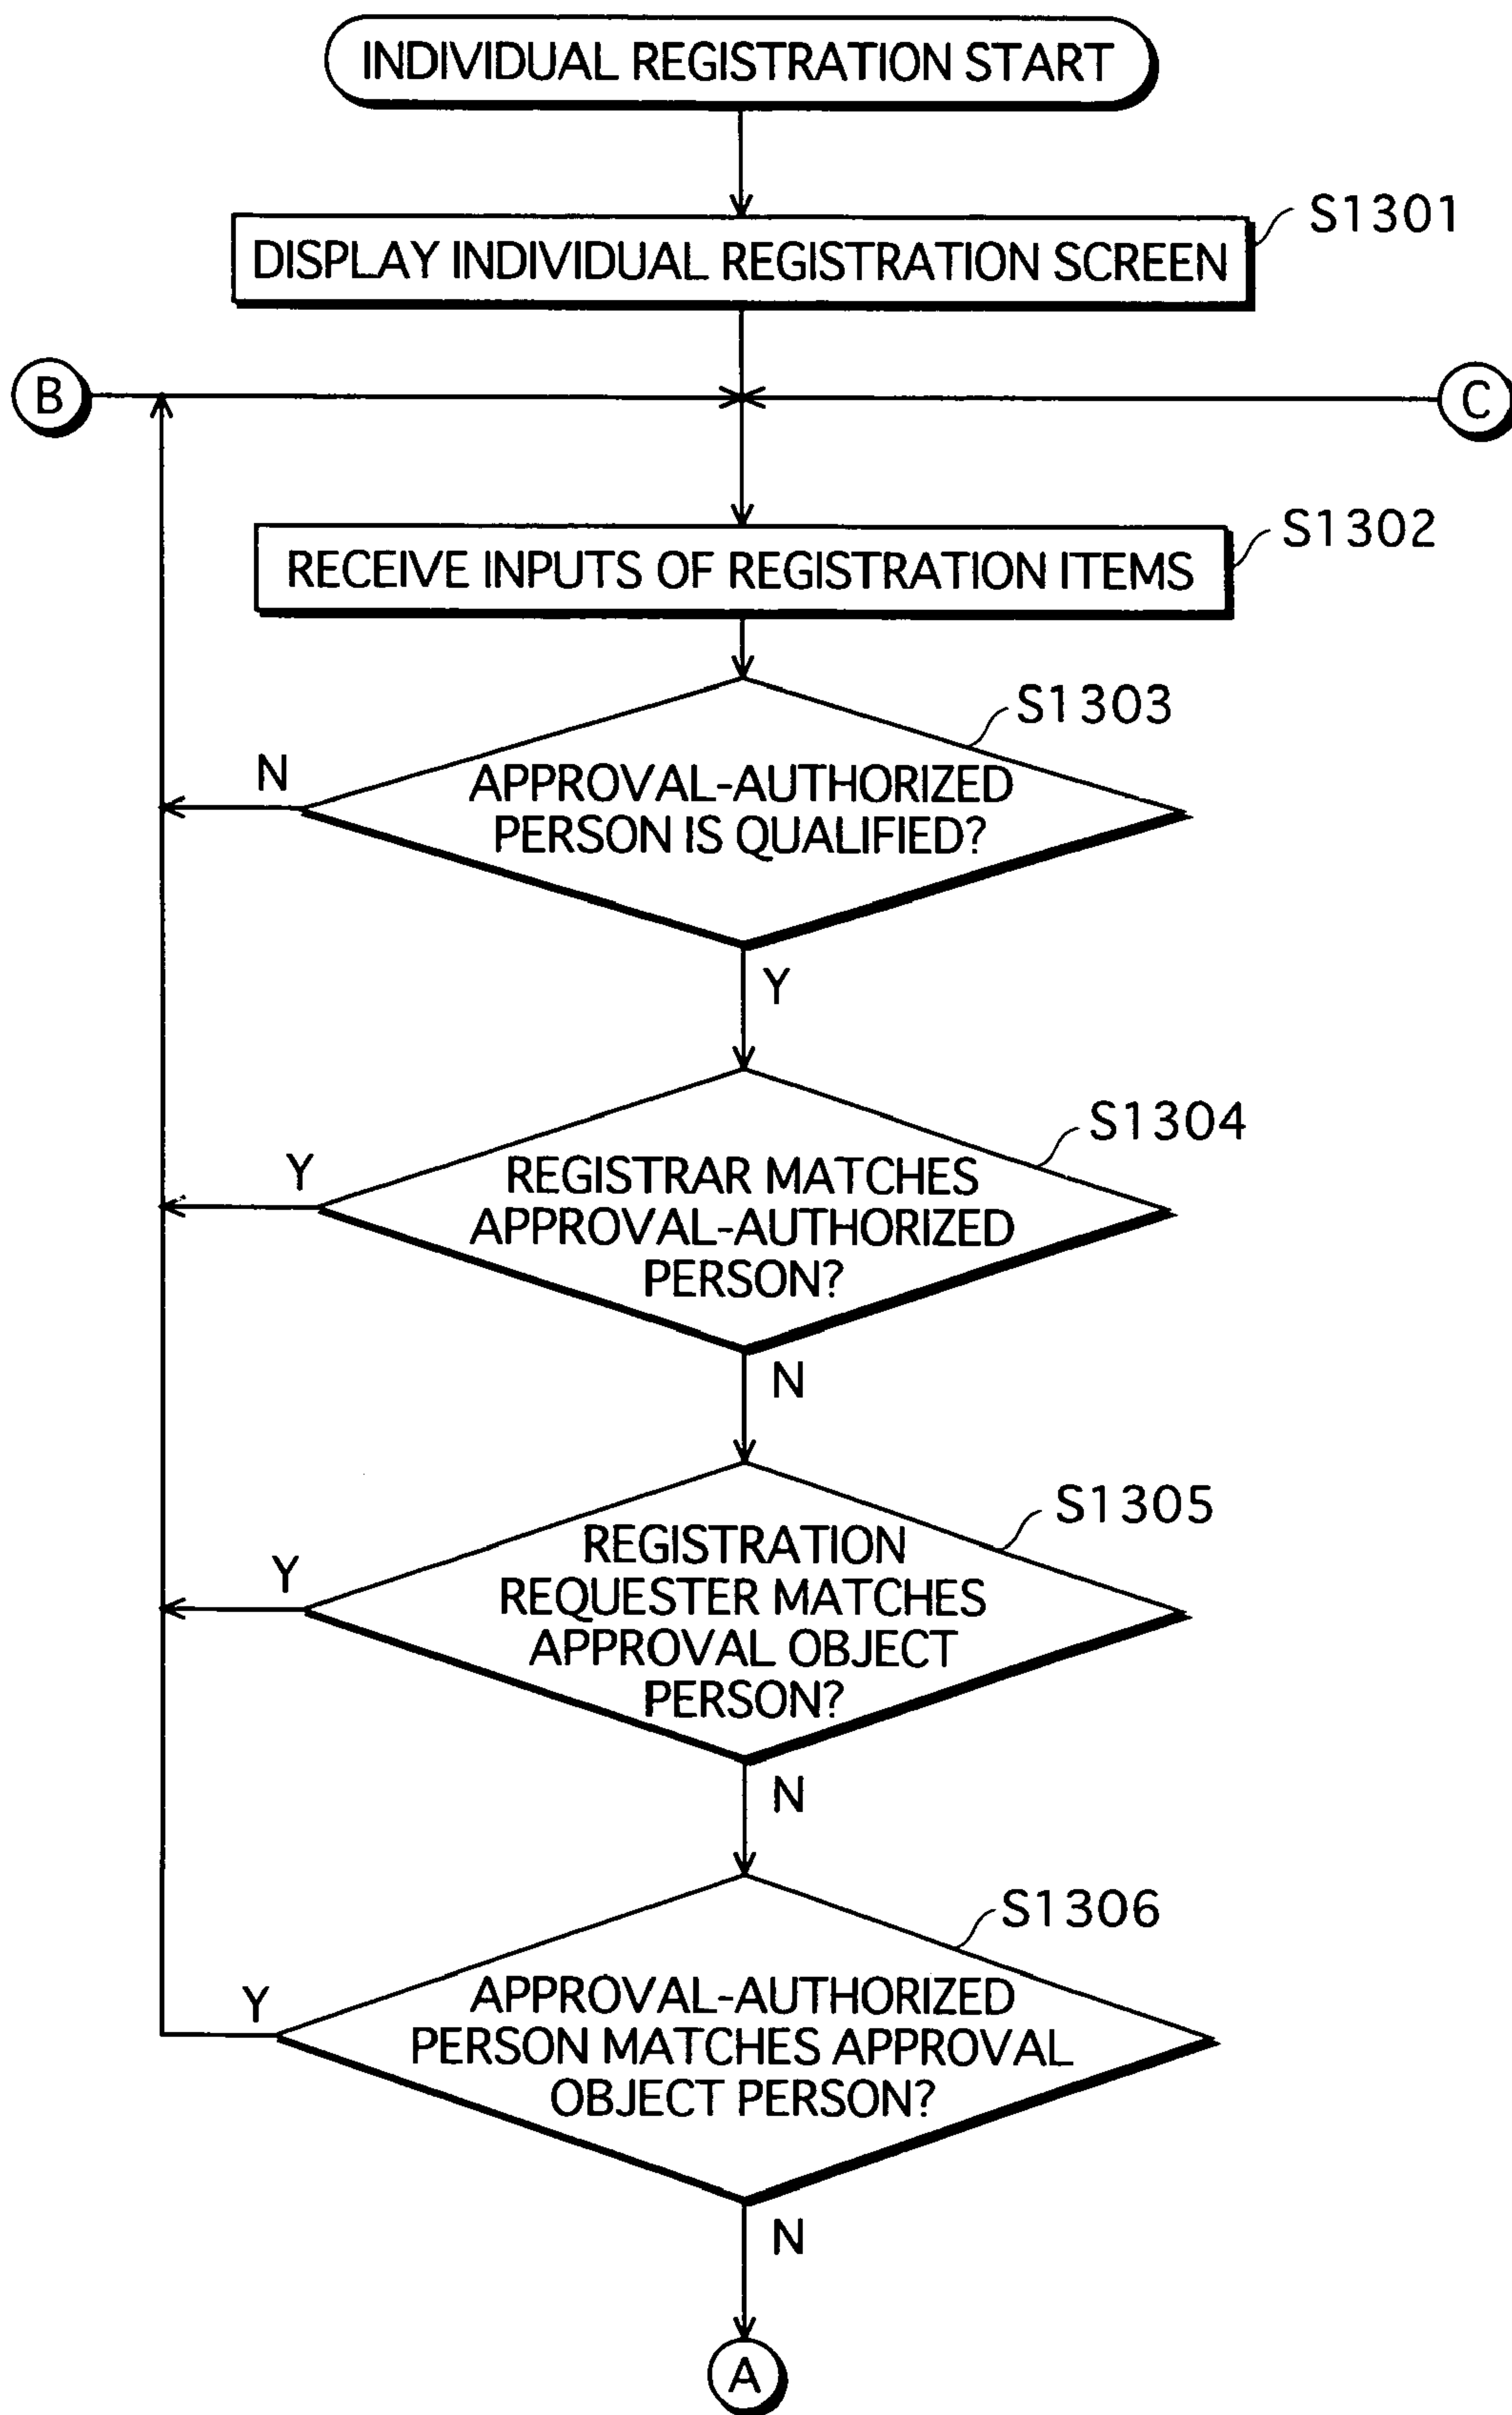 INDIVIDUAL REGISTRATION START
S1301
DISPLAY INDIVIDUAL REGISTRATION SCREEN
B
C
S1302
RECEIVE INPUTS OF REGISTRATION ITEMS
S1303
N
APPROVAL-AUTHORIZED
PERSON IS QUALIFIED?
Y
S1304
Y
REGISTRAR MATCHES
APPROVAL-AUTHORIZED
PERSON?
N
S1305
Y
REGISTRATION
REQUESTER MATCHES
APPROVAL OBJECT
PERSON?
N
S1306
Y
APPROVAL-AUTHORIZED
PERSON MATCHES APPROVAL
OBJECT PERSON?
N
A